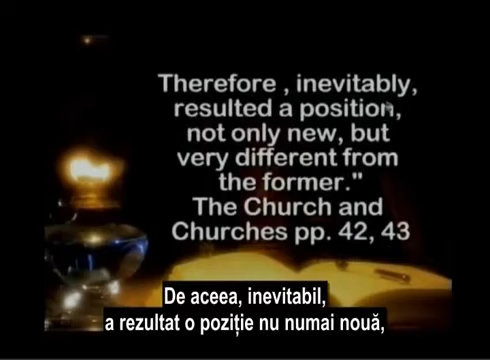 Therefore , inevitably,
resulted a position,
not only new, but
very different from
the former."
The Church and
Churches pp. 42, 43
De aceea, inevitabil,
a rezultat o poziție nu numai nouă,